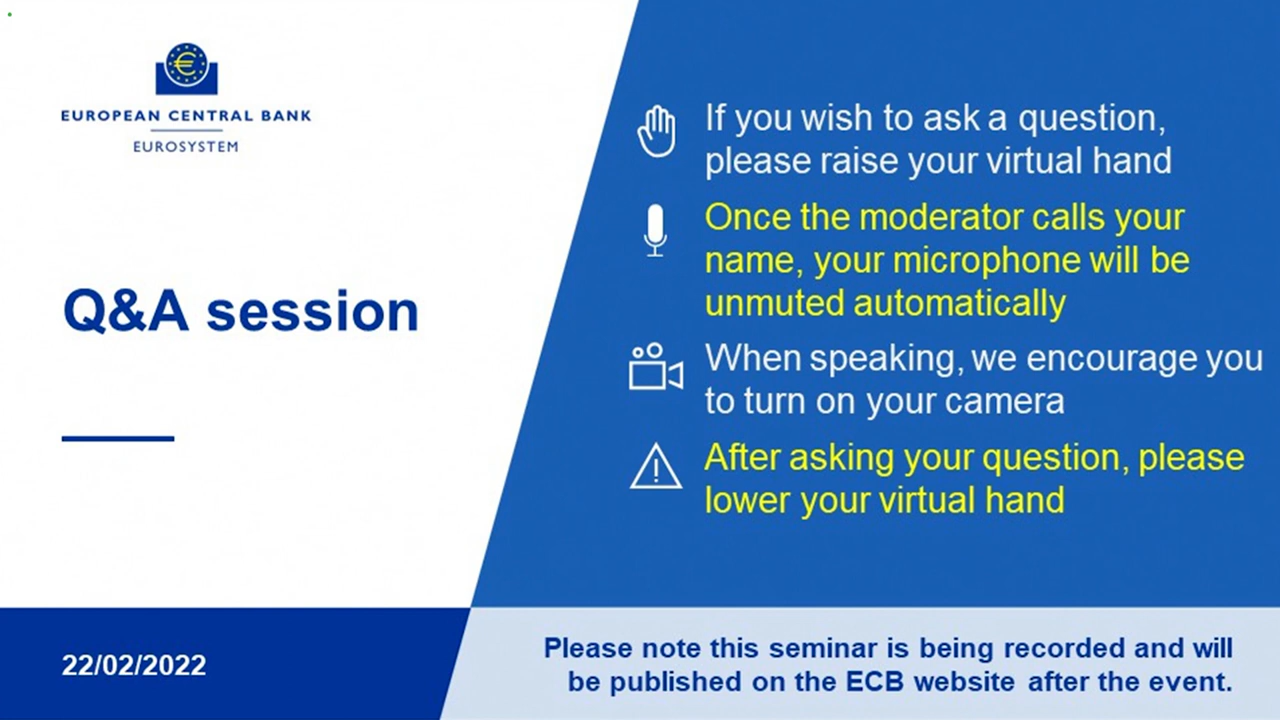 EUROPEAN CENTRAL BANK
EUROSYSTEM
Q&A session
22/02/2022
If you wish to ask a question,
please raise your virtual hand
Once the moderator calls your
name, your microphone will be
unmuted automatically
When speaking, we encourage you
to turn on your camera
After asking your question, please
lower your virtual hand
Please note this seminar is being recorded and will
be published on the ECB website after the event.